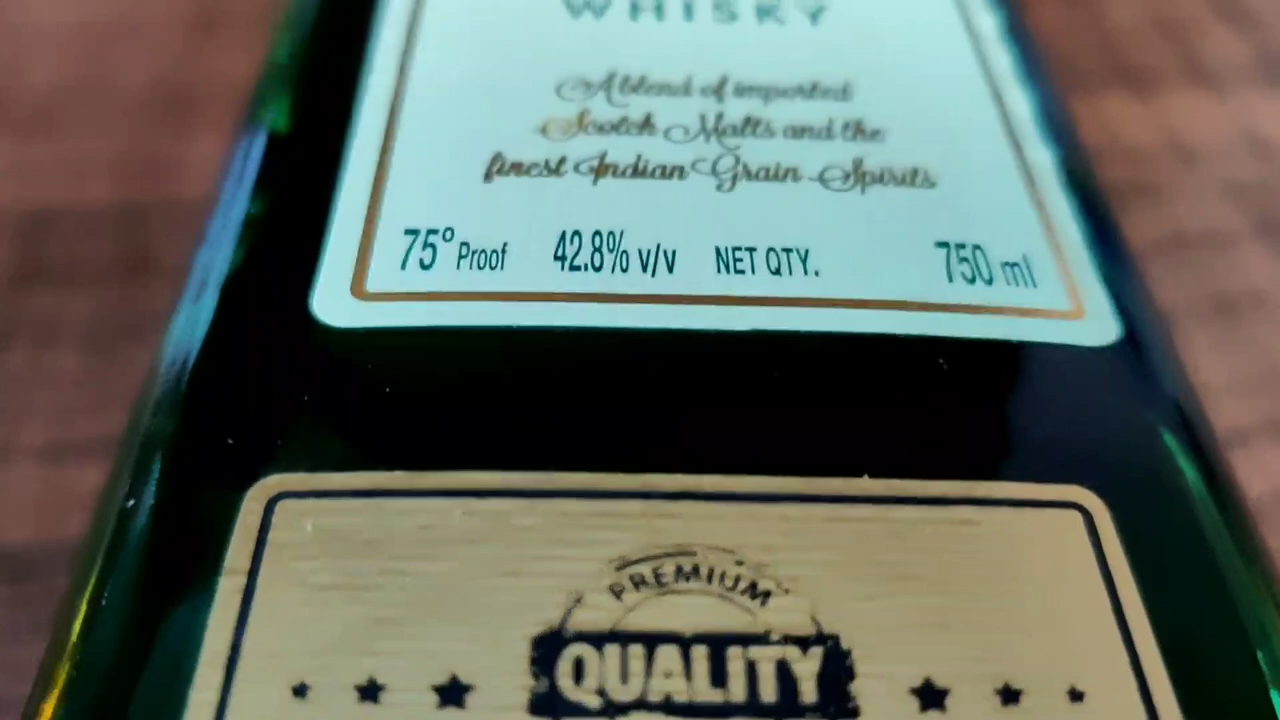 WHISKY
A blend of imported
Scotch Malts and the
finest Indian Grain Spirits
75° Proof 42.8% v/v NET QTY. 750 ml
PREMIUM
QUALITY